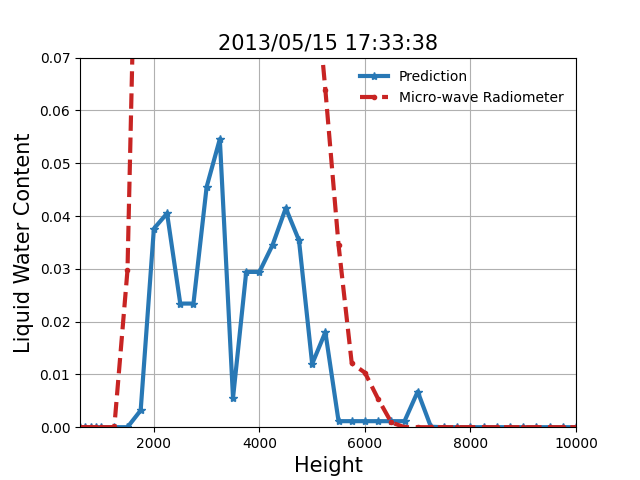 2013/05/15 17:33:38
Prediction
Micro-wave Radiometer
Liquid Water Content
0.07
0.06
0.05
0.04
0.03
0.02
0.01
0.00
2000 4000 6000 8000 10000
Height